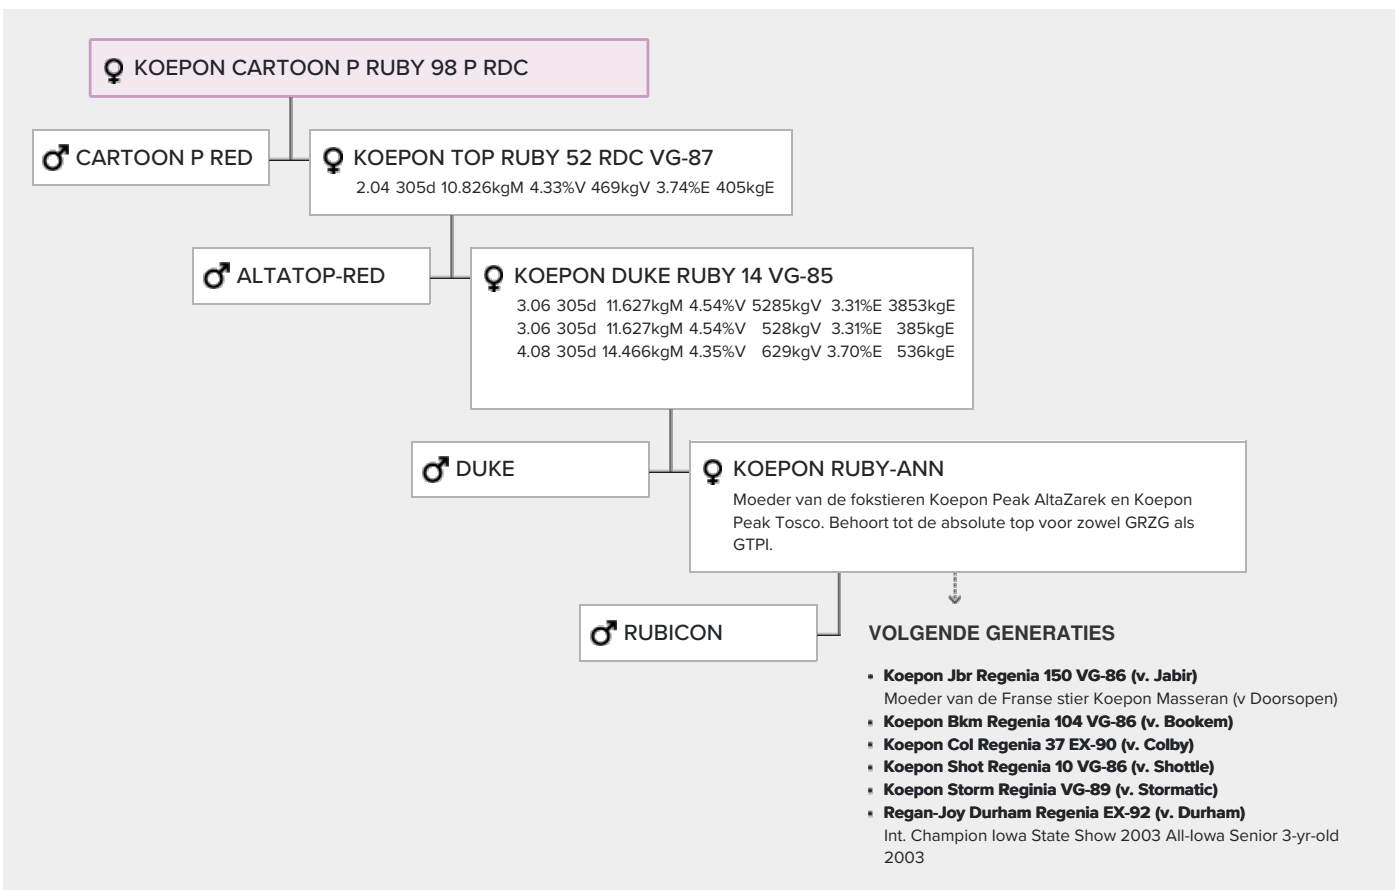 KOEPON CARTOON P RUBY 98 P RDC
CARTOON P RED
KOEPON TOP RUBY 52 RDC VG-87
2.04 305d 10.826kgM 4.33%V 469kgV 3.74%E 405kgE
ALTATOP-RED
KOEPON DUKE RUBY 14 VG-85
3.06 305d 11.627kgM 4.54%V 5285kgV 3.31%E 3853kgE
3.06 305d 11.627kgM 4.54%V 528kgV 3.31%E 385kgE
4.08 305d 14.466kgM 4.35%V 629kgV 3.70%E 536kgE
DUKE
KOEPON RUBY-ANN
Moeder van de fokstieren Koepon Peak AltaZarek en Koepon
Peak Tosco. Behoort tot de absolute top voor zowel GRZG als
GTPI.
RUBICON
VOLGENDE GENERATIES
Koepon Jbr Regenia 150 VG-86 (v. Jabir)
Moeder van de Franse stier Koepon Masseran (v Doorsopen)
Koepon Bkm Regenia 104 VG-86 (v. Bookem)
Koepon Col Regenia 37 EX-90 (v. Colby)
Koepon Shot Regenia 10 VG-86 (v. Shottle)
Koepon Storm Reginia VG-89 (v. Stormatic)
Regan-Joy Durham Regenia EX-92 (v. Durham)
Int. Champion Iowa State Show 2003 All-Iowa Senior 3-yr-old
2003